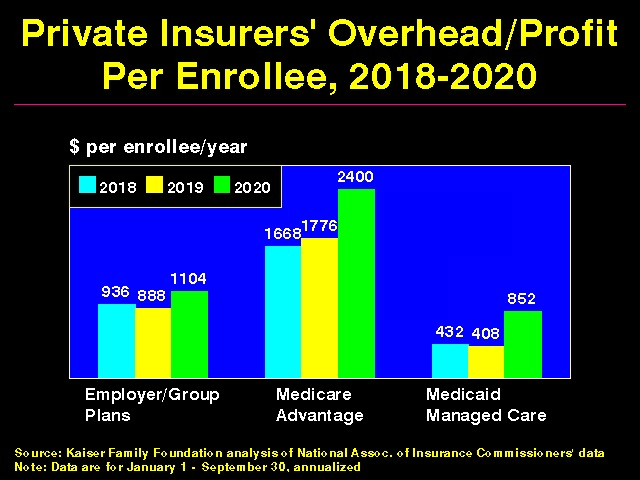 Private Insurers' Overhead/Profit
Per Enrollee, 2018-2020
$ per enrollee/year
2018 2019 2020
2400
1668 1776
936 888 1104
432 408 852
Employer/Group
Plans
Medicare
Advantage
Medicaid
Managed Care
Source: Kaiser Family Foundation analysis of National Assoc. of Insurance Commissioners' data
Note: Data are for January 1 - September 30, annualized